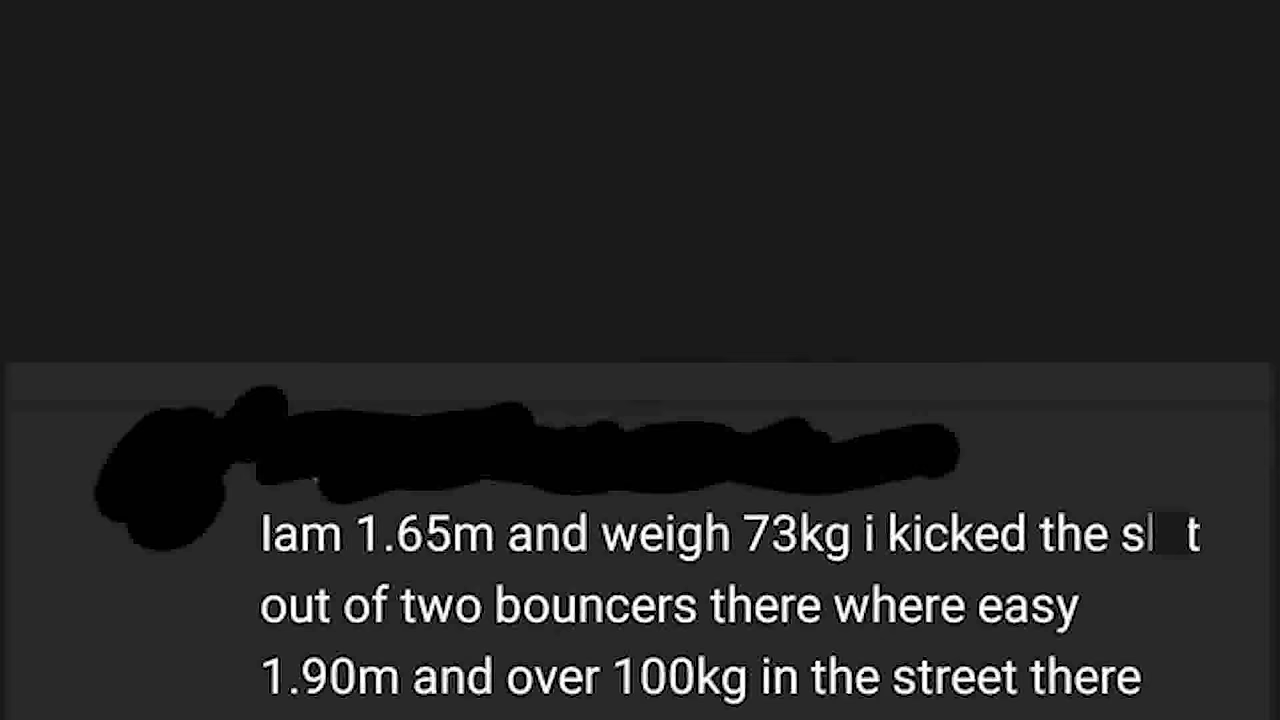 Iam 1.65m and weigh 73kg i kicked the
out of two bouncers there where easy
1.90m and over 100kg in the street there